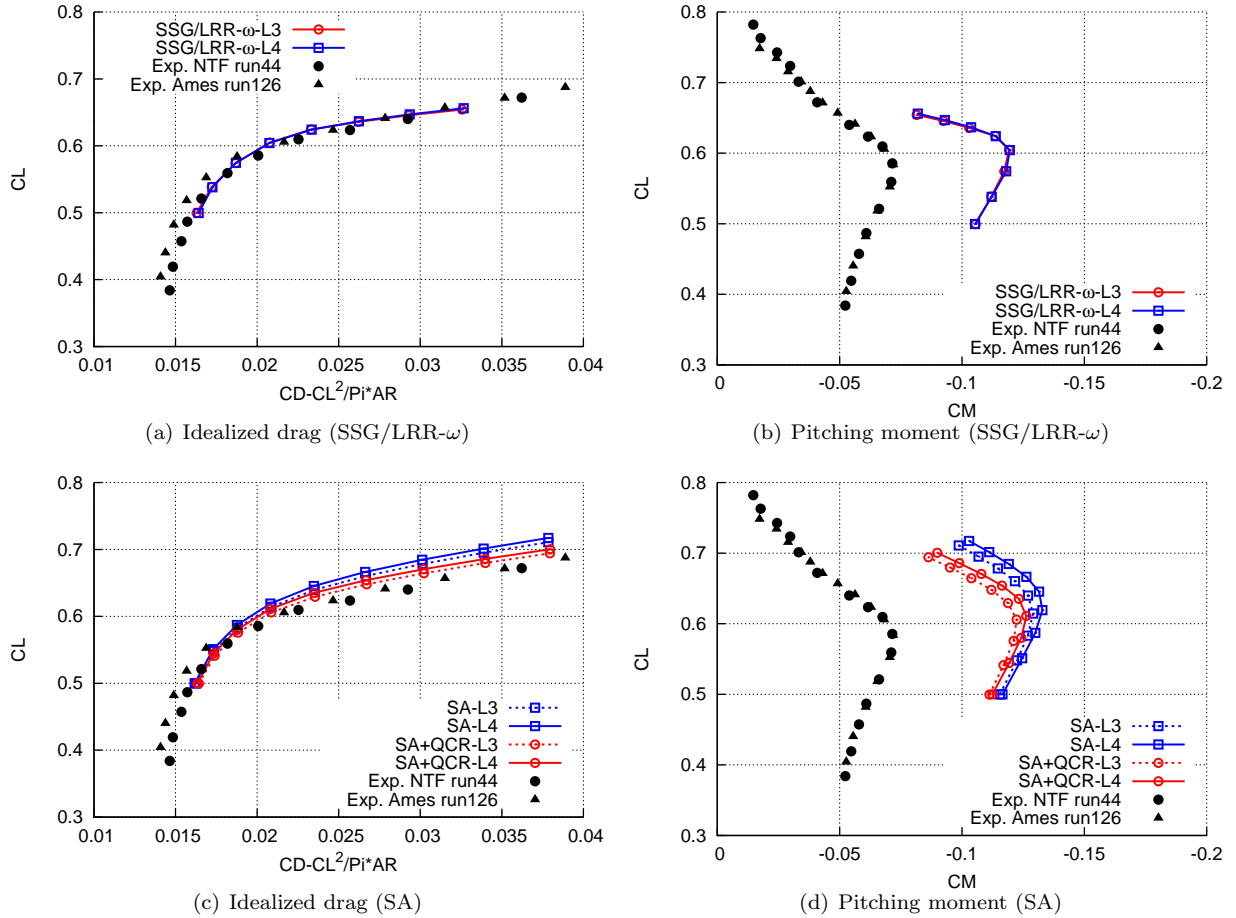 SSG/LRR-ω-L3
SSG/LRR-ω-L4
Exp. NTF run44
Exp. Ames run126
0.8
0.7
0.6
0.5
0.4
0.3
CL
0.01
0.015
0.02
0.025
0.03
0.035
0.04
CD-CL²/Pi*AR
(a) Idealized drag (SSG/LRR-ω)
0.8
0.7
0.6
0.5
0.4
0.3
CL
SSG/LRR-ω-L3
SSG/LRR-ω-L4
Exp. NTF run44
Exp. Ames run126
0
-0.05
-0.1
-0.15
-0.2
CM
(b) Pitching moment (SSG/LRR-ω)
0.8
0.7
0.6
0.5
0.4
0.3
CL
SA-L3
SA-L4
SA+QCR-L3
SA+QCR-L4
Exp. NTF run44
Exp. Ames run126
0.01
0.015
0.02
0.025
0.03
0.035
0.04
CD-CL²/Pi*AR
(c) Idealized drag (SA)
0.8
0.7
0.6
0.5
0.4
0.3
CL
SA-L3
SA-L4
SA+QCR-L3
SA+QCR-L4
Exp. NTF run44
Exp. Ames run126
0
-0.05
-0.1
-0.15
-0.2
CM
(d) Pitching moment (SA)